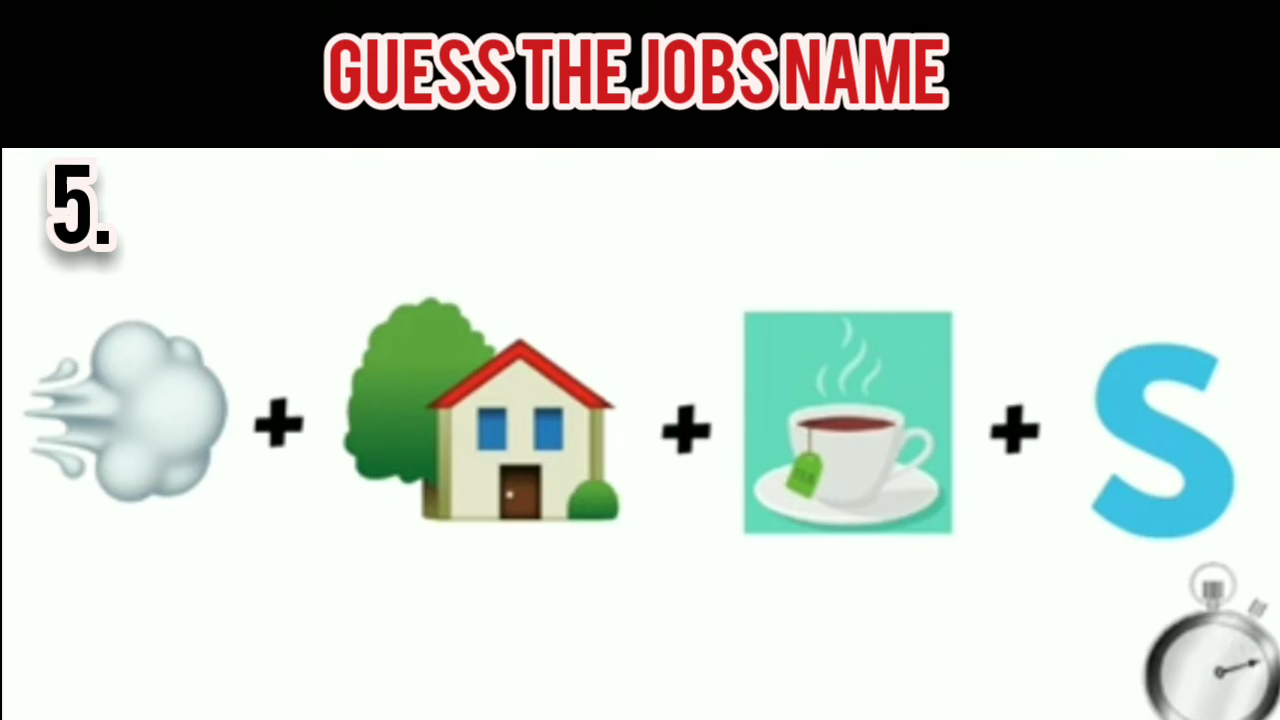 GUESS THE JOBS NAME
5.
+ + + S